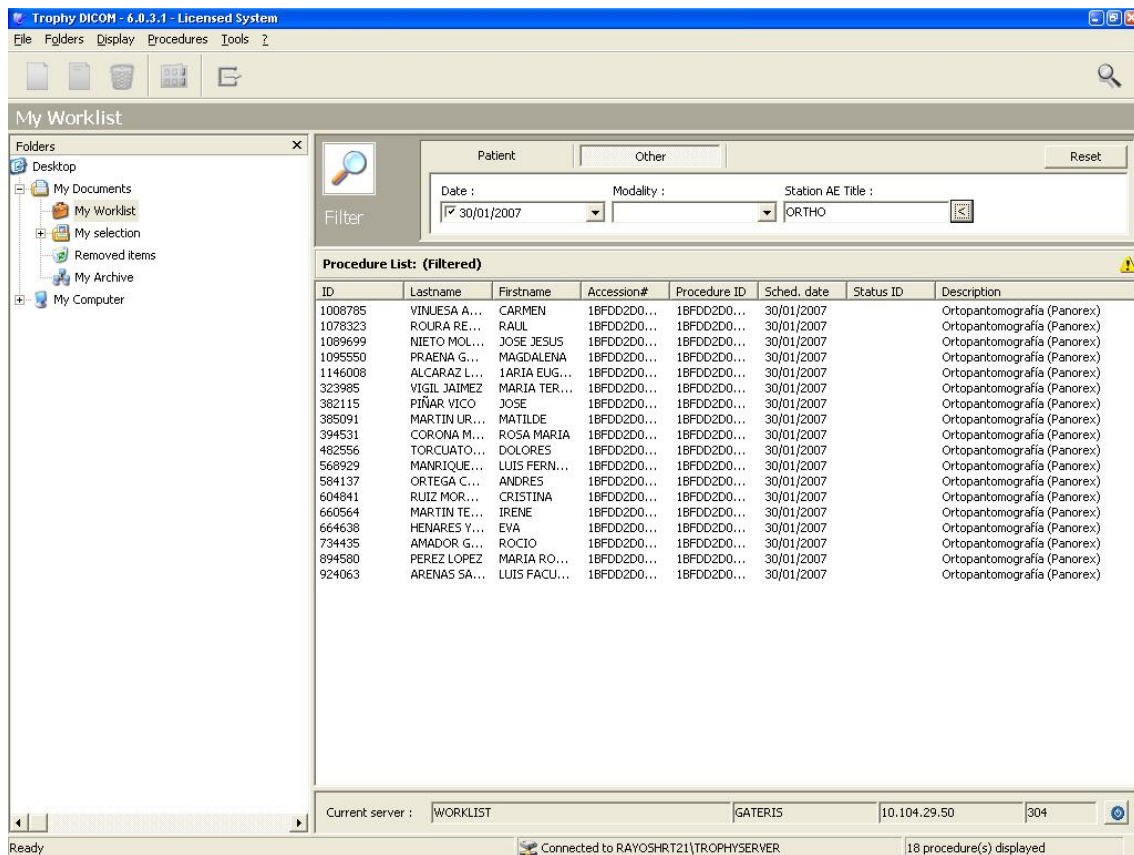 Trophy DICOM - 6.0.3.1 - Licensed System
File Folders Display Procedures Tools ?
My Worklist
Folders
Desktop
My Documents
My Worklist
My selection
Removed items
My Archive
My Computer
Filter
Patient Other Reset
Date : Modality : Station AE Title :
30/01/2007 ORTHO <
Procedure List: (Filtered)
ID Lastname Firstname Accession# Procedure ID Sched. date Status ID Description
1008785 VINUESA A... CARMEN 1BFDD2D0... 1BFDD2D0... 30/01/2007 Ortopantomografía (Panorex)
1078323 ROURA RE... RAUL 1BFDD2D0... 1BFDD2D0... 30/01/2007 Ortopantomografía (Panorex)
1089699 NIETO MOL... JOSE JESUS 1BFDD2D0... 1BFDD2D0... 30/01/2007 Ortopantomografía (Panorex)
1095550 PRAENA G... MAGDALENA 1BFDD2D0... 1BFDD2D0... 30/01/2007 Ortopantomografía (Panorex)
1146008 ALCARAZ L... 1ARIA EUG... 1BFDD2D0... 1BFDD2D0... 30/01/2007 Ortopantomografía (Panorex)
323985 VIGIL JAIMEZ MARIA TER... 1BFDD2D0... 1BFDD2D0... 30/01/2007 Ortopantomografía (Panorex)
382115 PIÑAR VICO JOSE 1BFDD2D0... 1BFDD2D0... 30/01/2007 Ortopantomografía (Panorex)
385091 MARTIN UR... MATILDE 1BFDD2D0... 1BFDD2D0... 30/01/2007 Ortopantomografía (Panorex)
394531 CORONA M... ROSA MARIA 1BFDD2D0... 1BFDD2D0... 30/01/2007 Ortopantomografía (Panorex)
482556 TORCUATO... DOLORES 1BFDD2D0... 1BFDD2D0... 30/01/2007 Ortopantomografía (Panorex)
568929 MANRIQUE... LUIS FERN... 1BFDD2D0... 1BFDD2D0... 30/01/2007 Ortopantomografía (Panorex)
584137 ORTEGA C... ANDRES 1BFDD2D0... 1BFDD2D0... 30/01/2007 Ortopantomografía (Panorex)
604841 RUIZ MOR... CRISTINA 1BFDD2D0... 1BFDD2D0... 30/01/2007 Ortopantomografía (Panorex)
660564 MARTIN TE... IRENE 1BFDD2D0... 1BFDD2D0... 30/01/2007 Ortopantomografía (Panorex)
664638 HENARES Y... EVA 1BFDD2D0... 1BFDD2D0... 30/01/2007 Ortopantomografía (Panorex)
734435 AMADOR G... ROCIO 1BFDD2D0... 1BFDD2D0... 30/01/2007 Ortopantomografía (Panorex)
894580 PEREZ LOPEZ MARIA RO... 1BFDD2D0... 1BFDD2D0... 30/01/2007 Ortopantomografía (Panorex)
924063 ARENAS SA... LUIS FACU... 1BFDD2D0... 1BFDD2D0... 30/01/2007 Ortopantomografía (Panorex)
Current server : WORKLIST GATERIS 10.104.29.50 304
Ready Connected to RAYOSHRT21\TROPHYSERVER 18 procedure(s) displayed